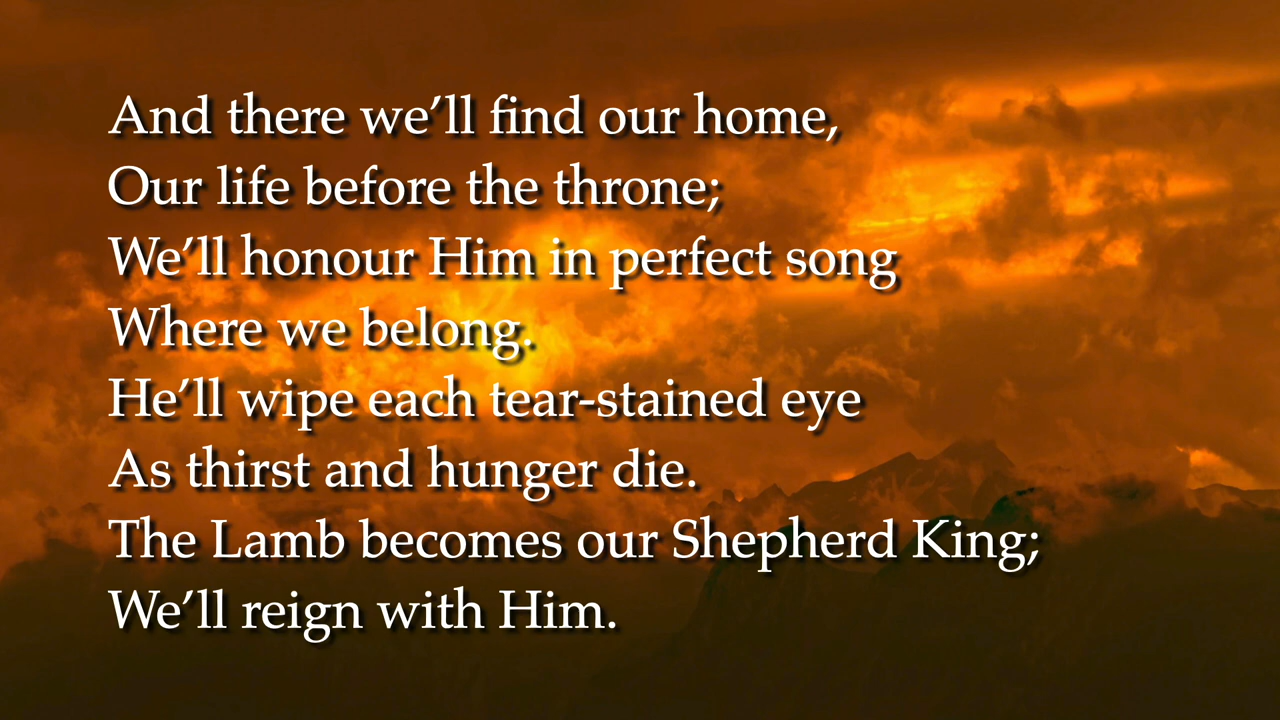 And there we’ll find our home,
Our life before the throne;
We’ll honour Him in perfect song
Where we belong.
He’ll wipe each tear-stained eye
As thirst and hunger die.
The Lamb becomes our Shepherd King;
We’ll reign with Him.